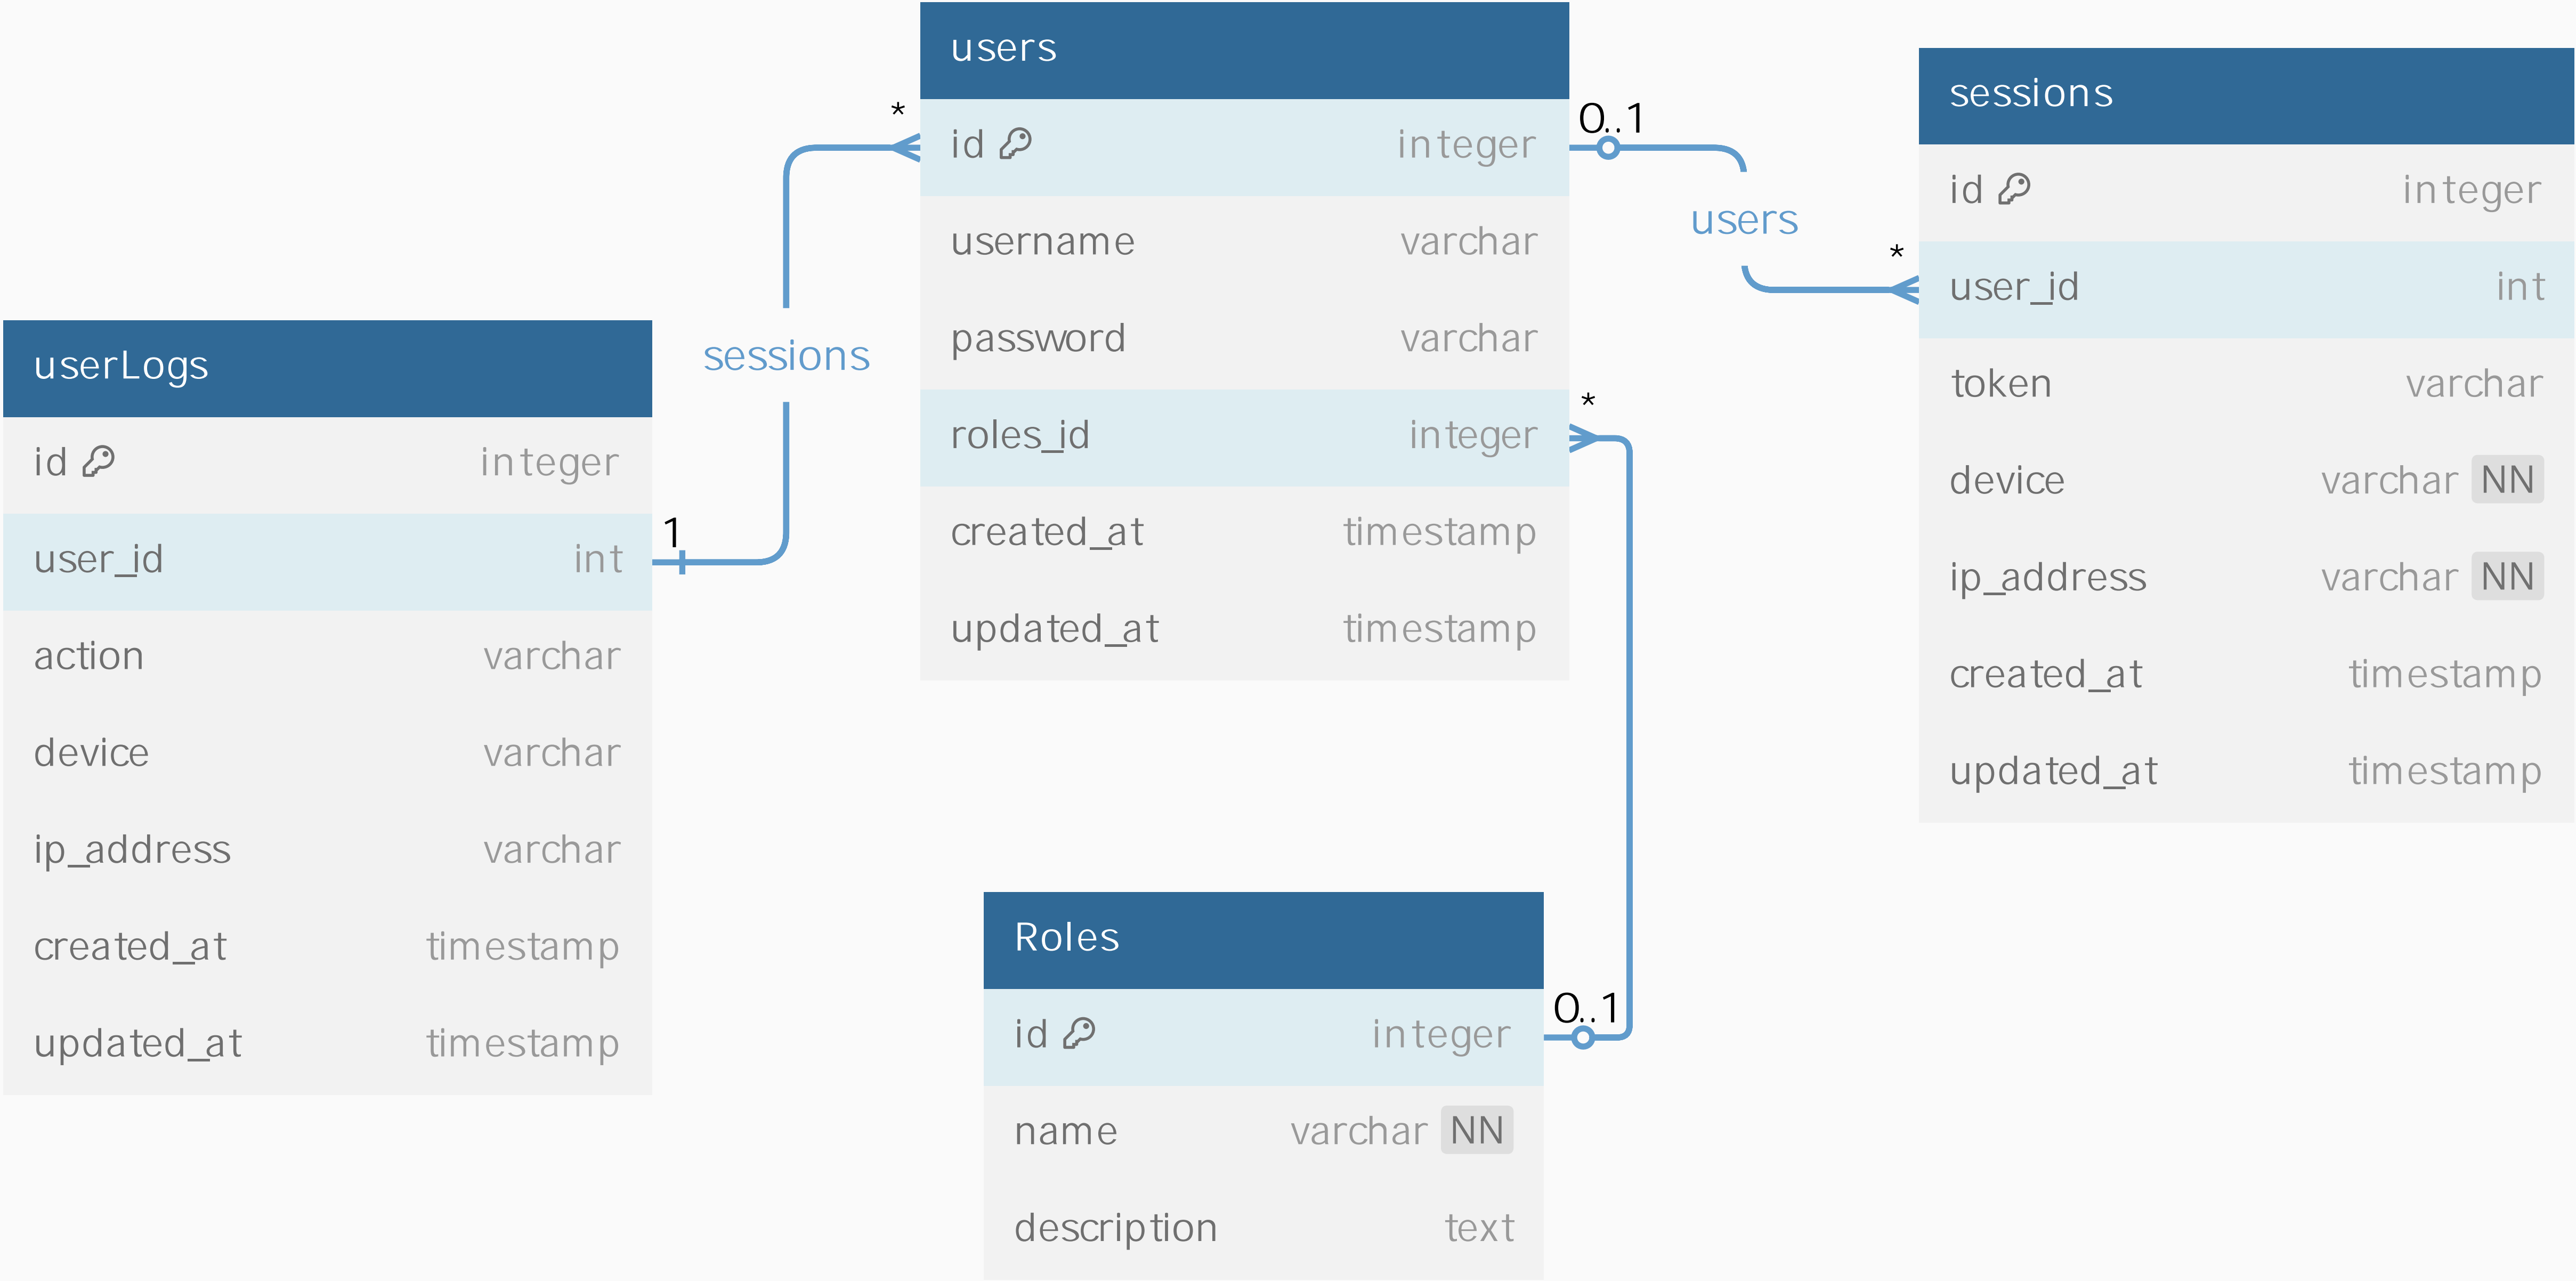 users
id integer
username varchar
password varchar
roles_id integer
created_at timestamp
updated_at timestamp
sessions
id integer
user_id int
token varchar
device varchar NN
ip_address varchar NN
created_at timestamp
updated_at timestamp
userLogs
id integer
user_id int
action varchar
device varchar
ip_address varchar
created_at timestamp
updated_at timestamp
Roles
id integer
name varchar NN
description text
*
sessions
1
0..1
users
*
*
0..1